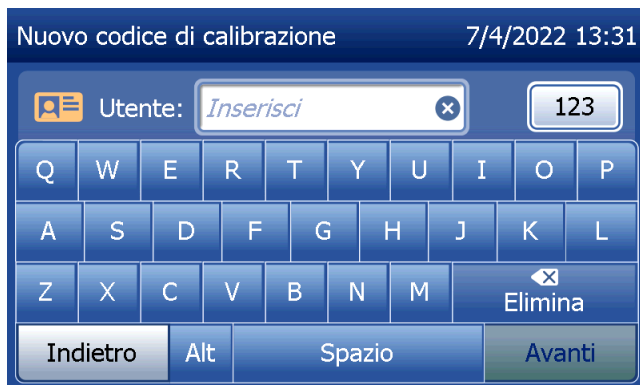 Nuovo codice di calibrazione 7/4/2022 13:31
Utente: Inserisci 123
Q W E R T Y U I O P
A S D F G H J K L
Z X C V B N M Elimina
Indietro Alt Spazio Avanti